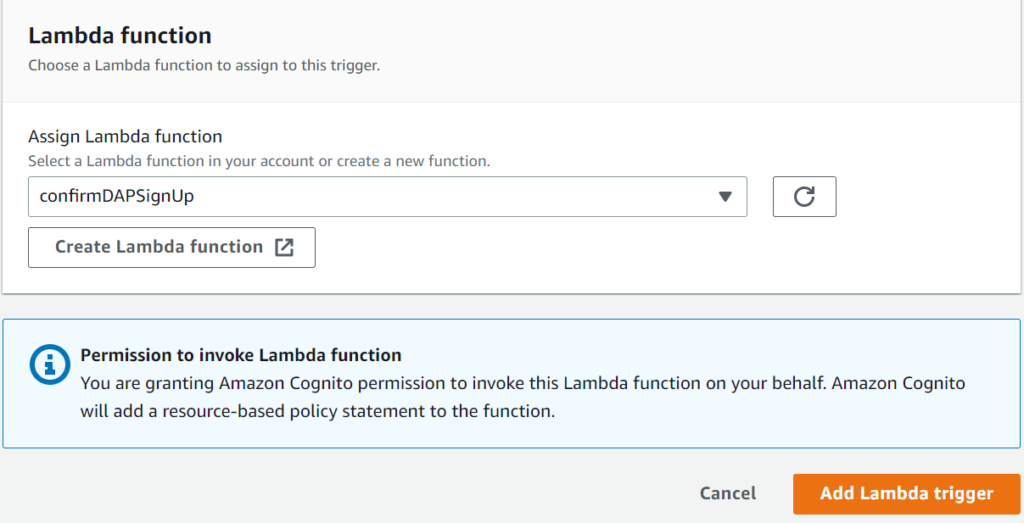 Lambda function
Choose a Lambda function to assign to this trigger.
Assign Lambda function
Select a Lambda function in your account or create a new function.
confirmDAPSignUp
Create Lambda function
Permission to invoke Lambda function
You are granting Amazon Cognito permission to invoke this Lambda function on your behalf. Amazon Cognito
will add a resource-based policy statement to the function.
Cancel
Add Lambda trigger